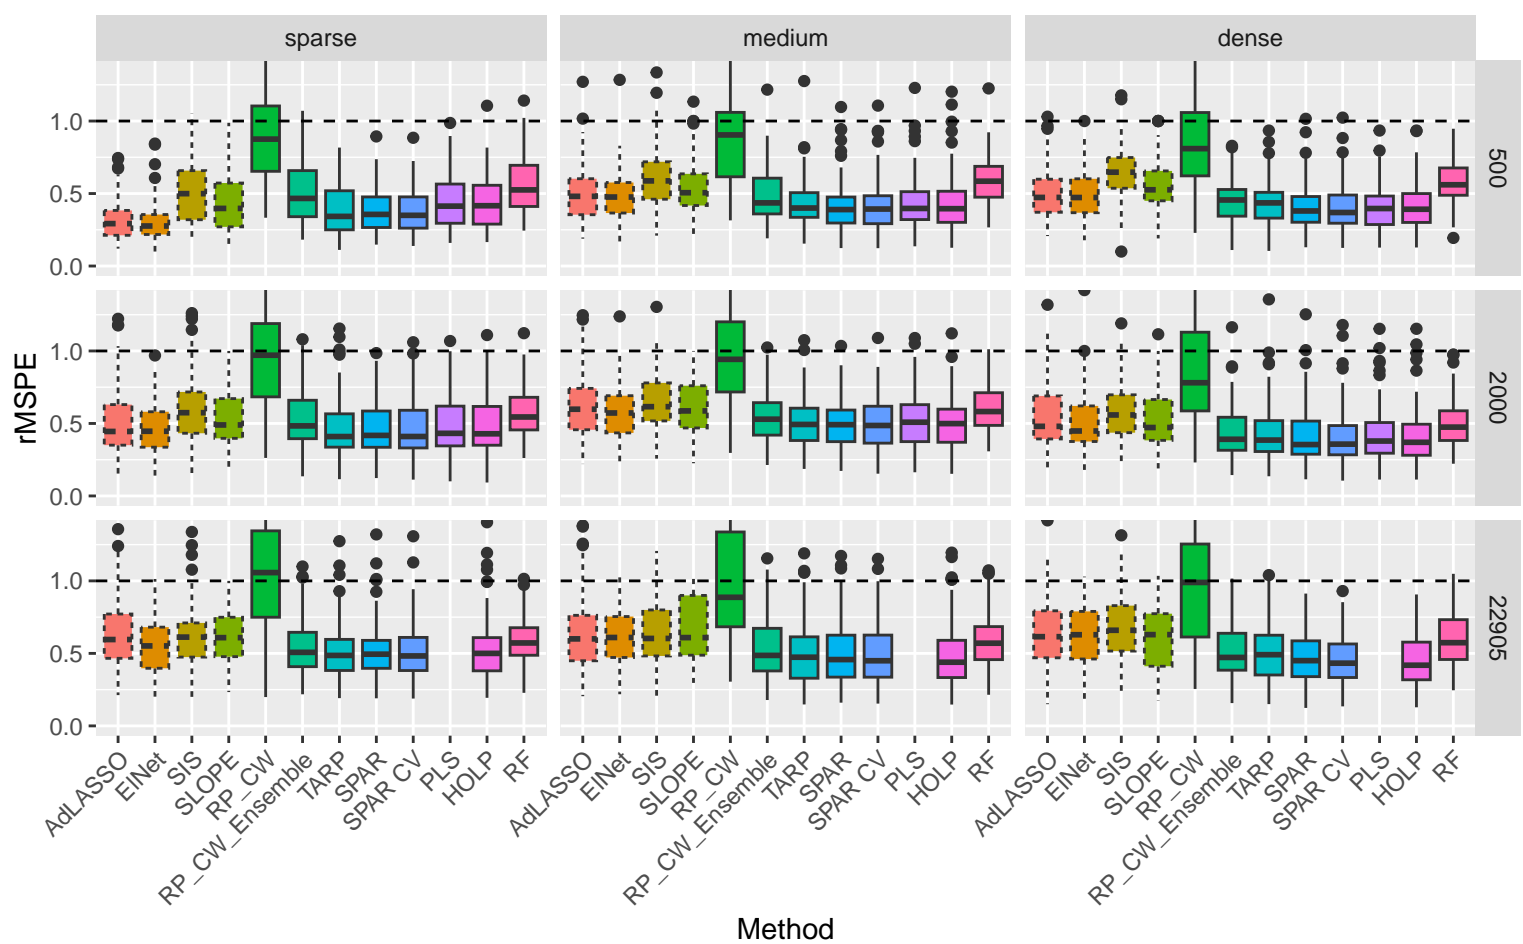 sparse medium dense
1.0
0.5
0.0
500
1.0
0.5
0.0
2000
1.0
0.5
0.0
22905
rMSPE
AdLASSO ElNet SIS SLOPE RP_CW RP_CW_Ensemble TARP SPAR SPAR CV PLS HOLP RF
AdLASSO ElNet SIS SLOPE RP_CW RP_CW_Ensemble TARP SPAR SPAR CV PLS HOLP RF
AdLASSO ElNet SIS SLOPE RP_CW RP_CW_Ensemble TARP SPAR SPAR CV PLS HOLP RF
Method